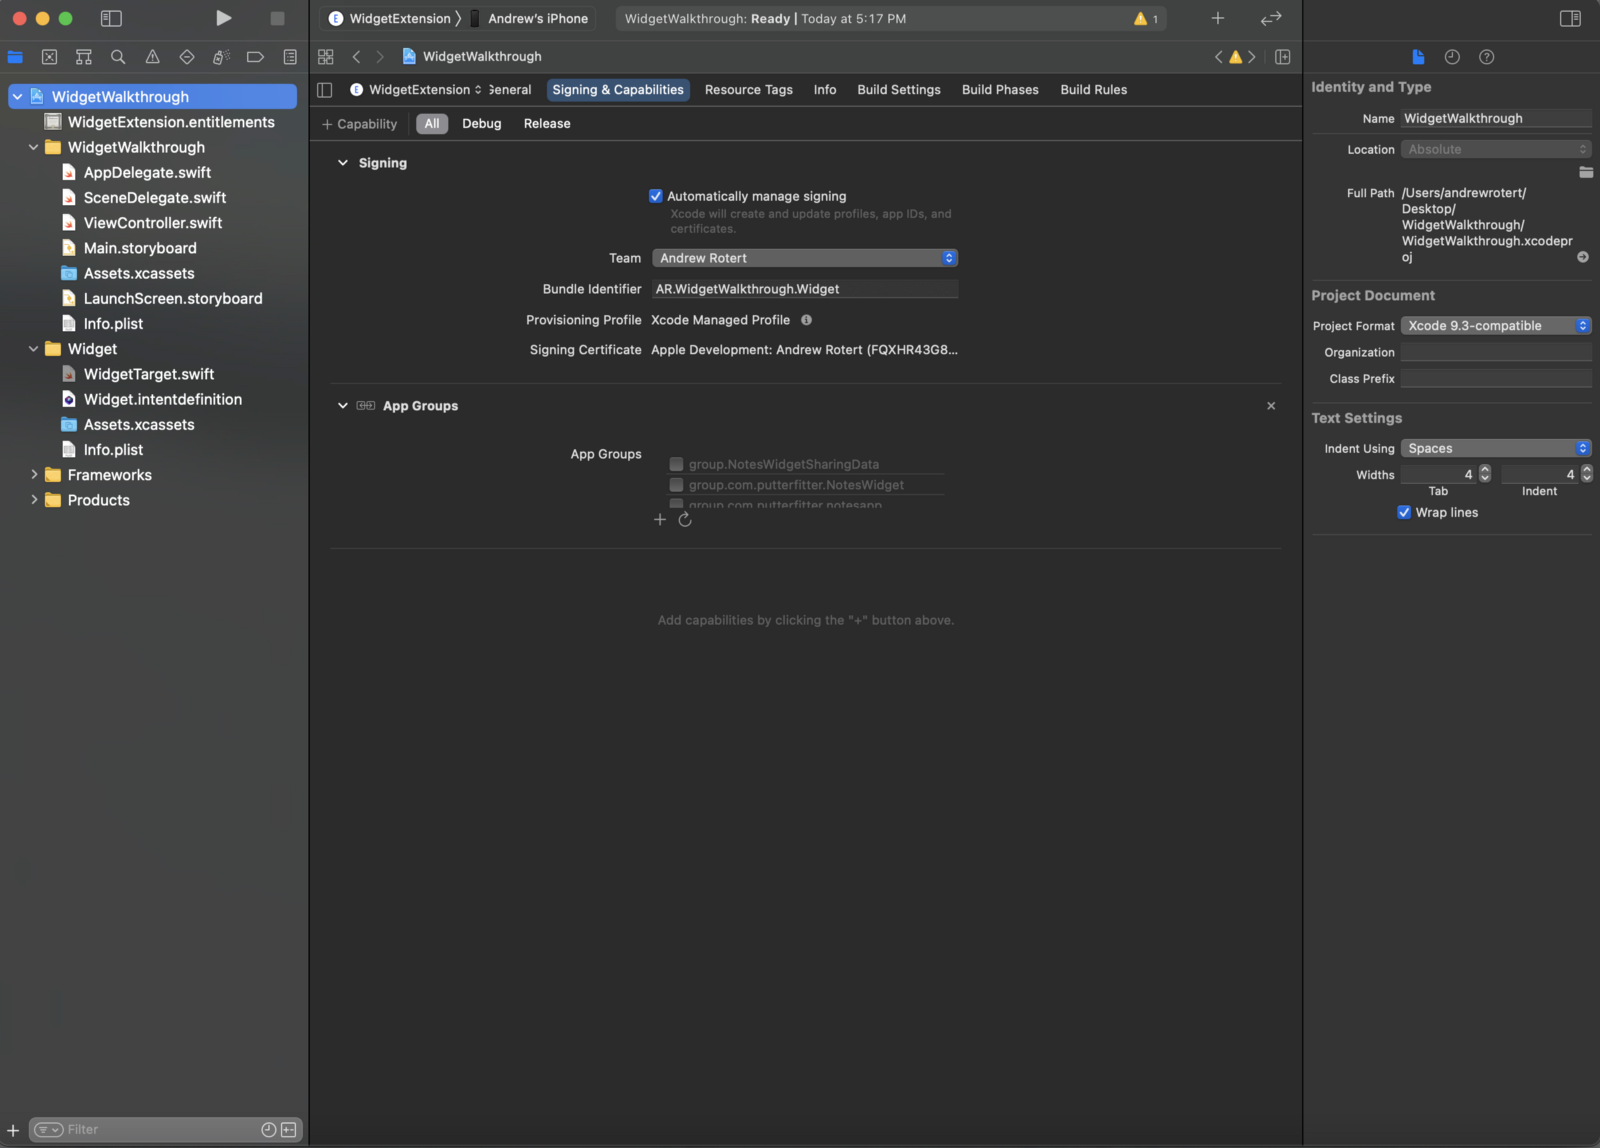 WidgetExtension
Andrew's iPhone
WidgetWalkthrough: Ready | Today at 5:17 PM
1
WidgetWalkthrough
WidgetExtension
General
Signing & Capabilities
Resource Tags
Info
Build Settings
Build Phases
Build Rules
+ Capability
All
Debug
Release
WidgetWalkthrough
WidgetExtension.entitlements
WidgetWalkthrough
AppDelegate.swift
SceneDelegate.swift
ViewController.swift
Main.storyboard
Assets.xcassets
LaunchScreen.storyboard
Info.plist
Widget
WidgetTarget.swift
Widget.intentdefinition
Assets.xcassets
Info.plist
Frameworks
Products
Filter
Signing
Automatically manage signing
Xcode will create and update profiles, app IDs, and
certificates.
Team Andrew Rotert
Bundle Identifier AR.WidgetWalkthrough.Widget
Provisioning Profile Xcode Managed Profile
Signing Certificate Apple Development: Andrew Rotert (FQXHR43G8...
App Groups
App Groups
group.NotesWidgetSharingData
group.com.putterfitter.NotesWidget
group.com.putterfitter.notesapp
Add capabilities by clicking the "+" button above.
Identity and Type
Name WidgetWalkthrough
Location Absolute
Full Path /Users/andrewrotert/
Desktop/
WidgetWalkthrough/
WidgetWalkthrough.xcodepr
oj
Project Document
Project Format Xcode 9.3-compatible
Organization
Class Prefix
Text Settings
Indent Using Spaces
Widths 4 4
Tab Indent
Wrap lines